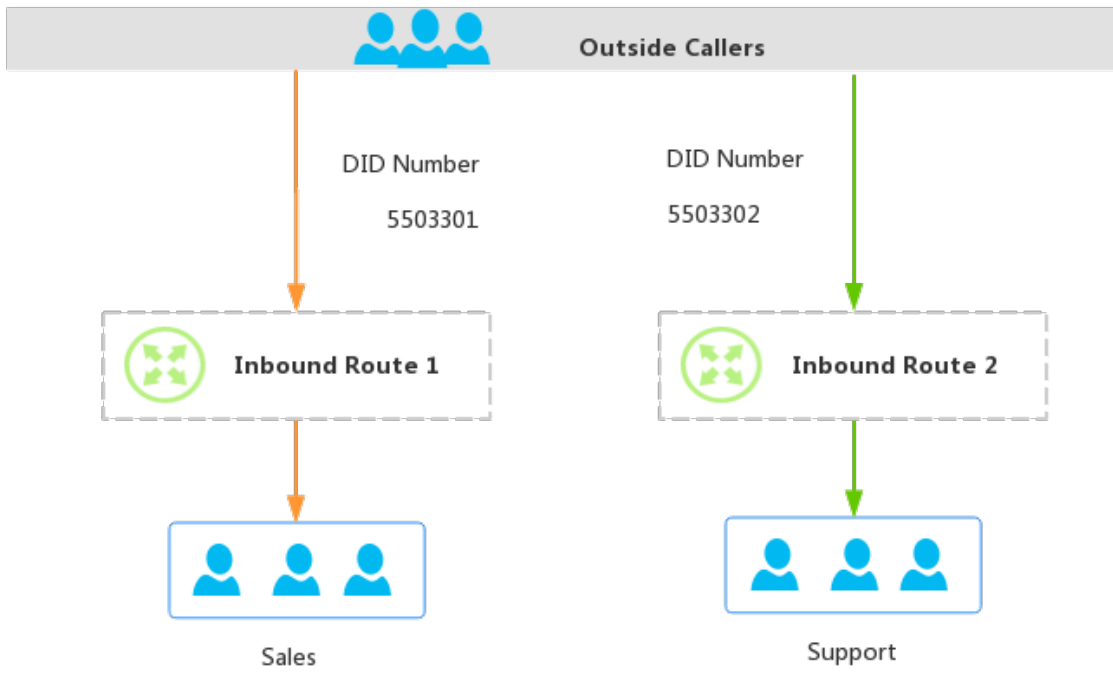 Outside Callers
DID Number
5503301
DID Number
5503302
Inbound Route 1
Inbound Route 2
Sales
Support